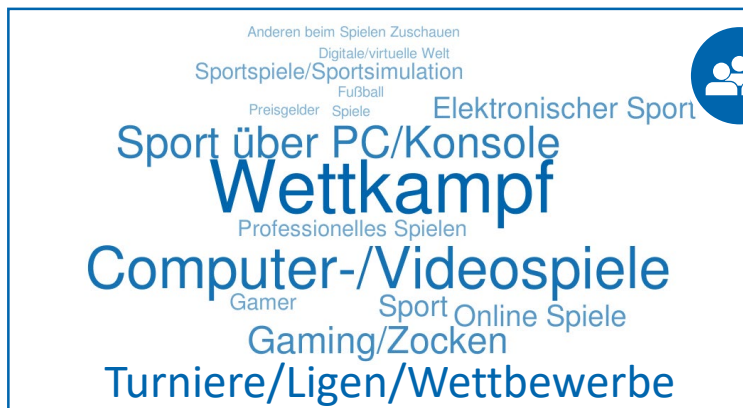 Anderen beim Spielen Zuschauen
Digitale/virtuelle Welt
Sportspiele/Sportsimulation
Fußball
Preisgelder Spiele Elektronischer Sport
Sport über PC/Konsole
Wettkampf
Professionelles Spielen
Computer-/Videospiele
Gamer Sport Online Spiele
Gaming/Zocken
Turniere/Ligen/Wettbewerbe